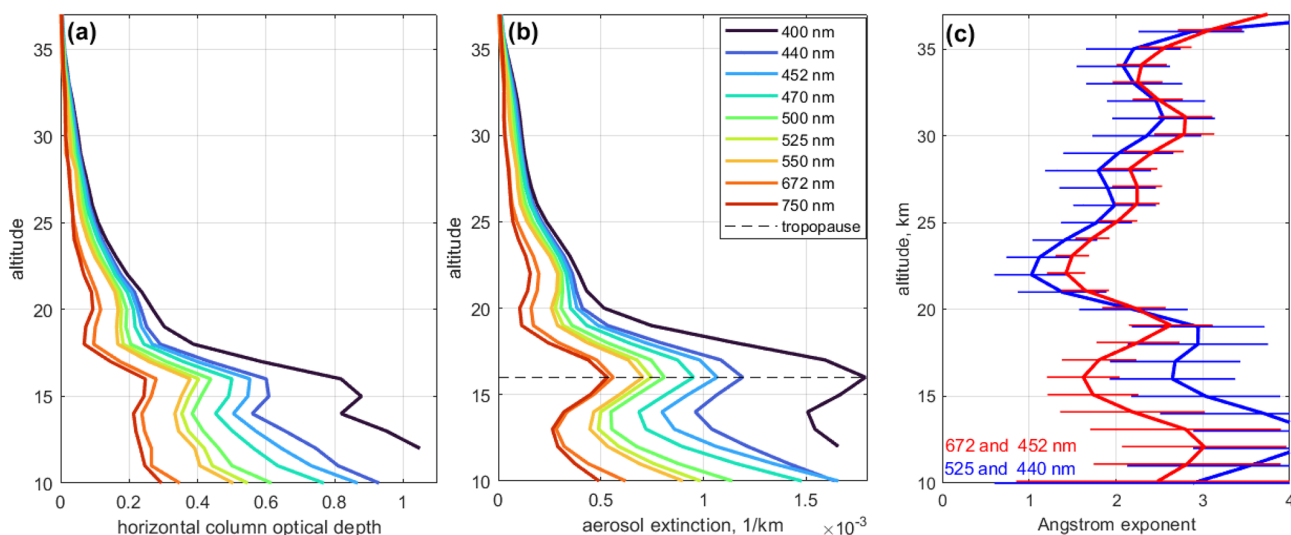 (a)
35
30
25
20
15
10
altitude
0
0.2
0.4
0.6
0.8
1
horizontal column optical depth
(b)
35
30
25
20
15
10
altitude
0
0.5
1
1.5
×10-3
aerosol extinction, 1/km
400 nm
440 nm
452 nm
470 nm
500 nm
525 nm
550 nm
672 nm
750 nm
tropopause
(c)
35
30
25
20
15
10
altitude, km
672 and 452 nm
525 and 440 nm
0
1
2
3
4
Angstrom exponent